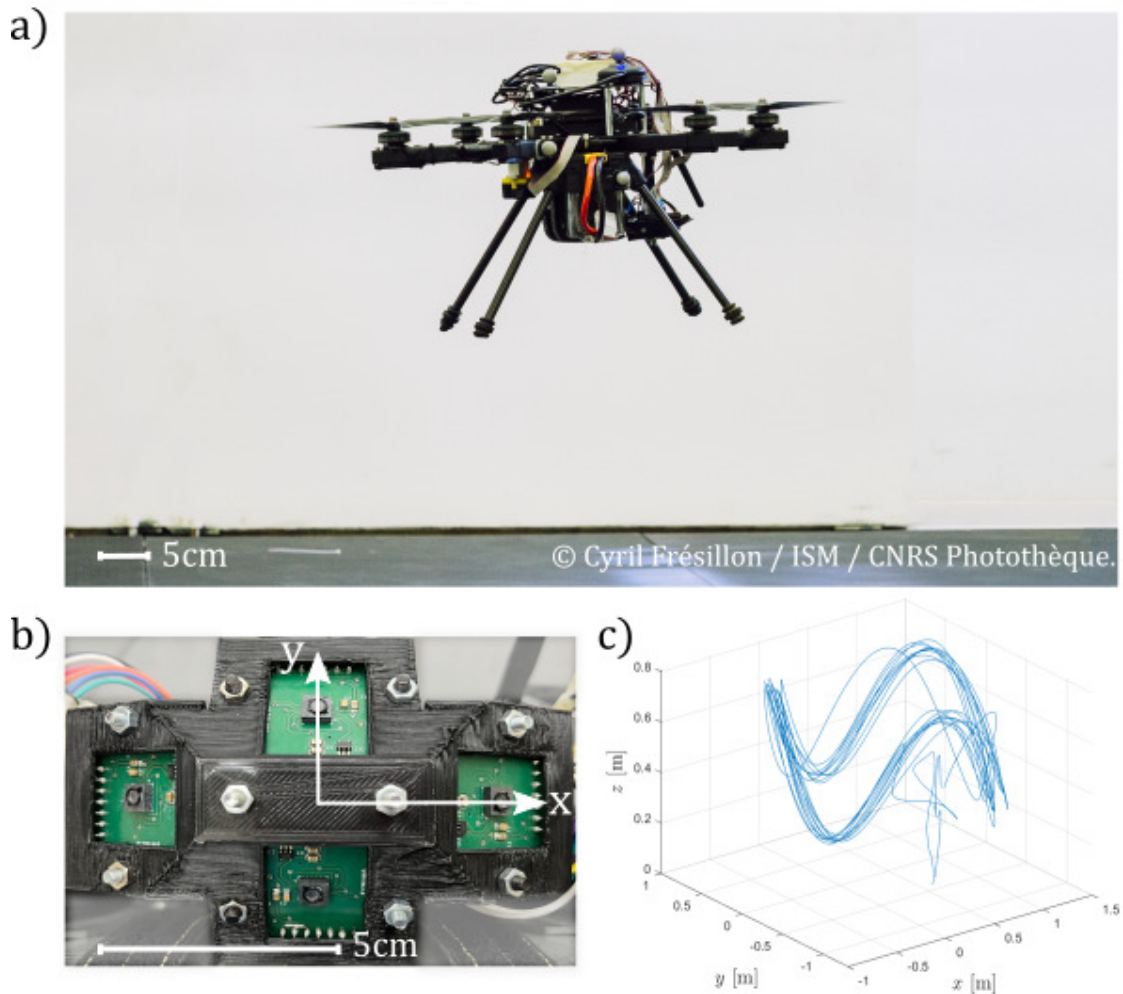 a)
5cm
© Cyril Frésillon / ISM / CNRS Photothèque.
b)
y
x
5cm
c)
0.8
0.6
0.4
0.2
0
z [m]
1
0.5
0
-0.5
-1
y [m]
-1
-0.5
0
0.5
1
1.5
x [m]